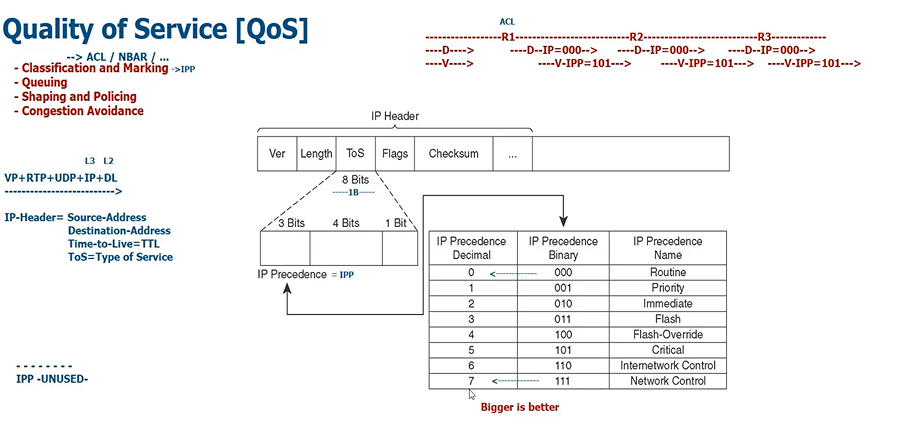 Quality of Service [QoS]
--> ACL / NBAR / ...
- Classification and Marking ->IPP
- Queuing
- Shaping and Policing
- Congestion Avoidance
ACL
-----------------R1-------------------------R2-------------------------R3-------------
----D---->        ----D--IP=000-->    ----D--IP=000-->    ----D--IP=000-->
----V---->        ----V-IPP=101--->    ----V-IPP=101--->    ----V-IPP=101--->
L3 L2
VP+RTP+UDP+IP+DL
-------------------------->
IP-Header= Source-Address
Destination-Address
Time-to-Live=TTL
ToS=Type of Service
IP Header
Ver Length ToS Flags Checksum ...
8 Bits
-----1B-----
3 Bits 4 Bits 1 Bit
IP Precedence = IPP
IP Precedence Decimal IP Precedence Binary IP Precedence Name
0 <------------ 000 Routine
1 001 Priority
2 010 Immediate
3 011 Flash
4 100 Flash-Override
5 101 Critical
6 110 Internetwork Control
7 <------------ 111 Network Control
Bigger is better
- - - - - - - -
IPP -UNUSED-